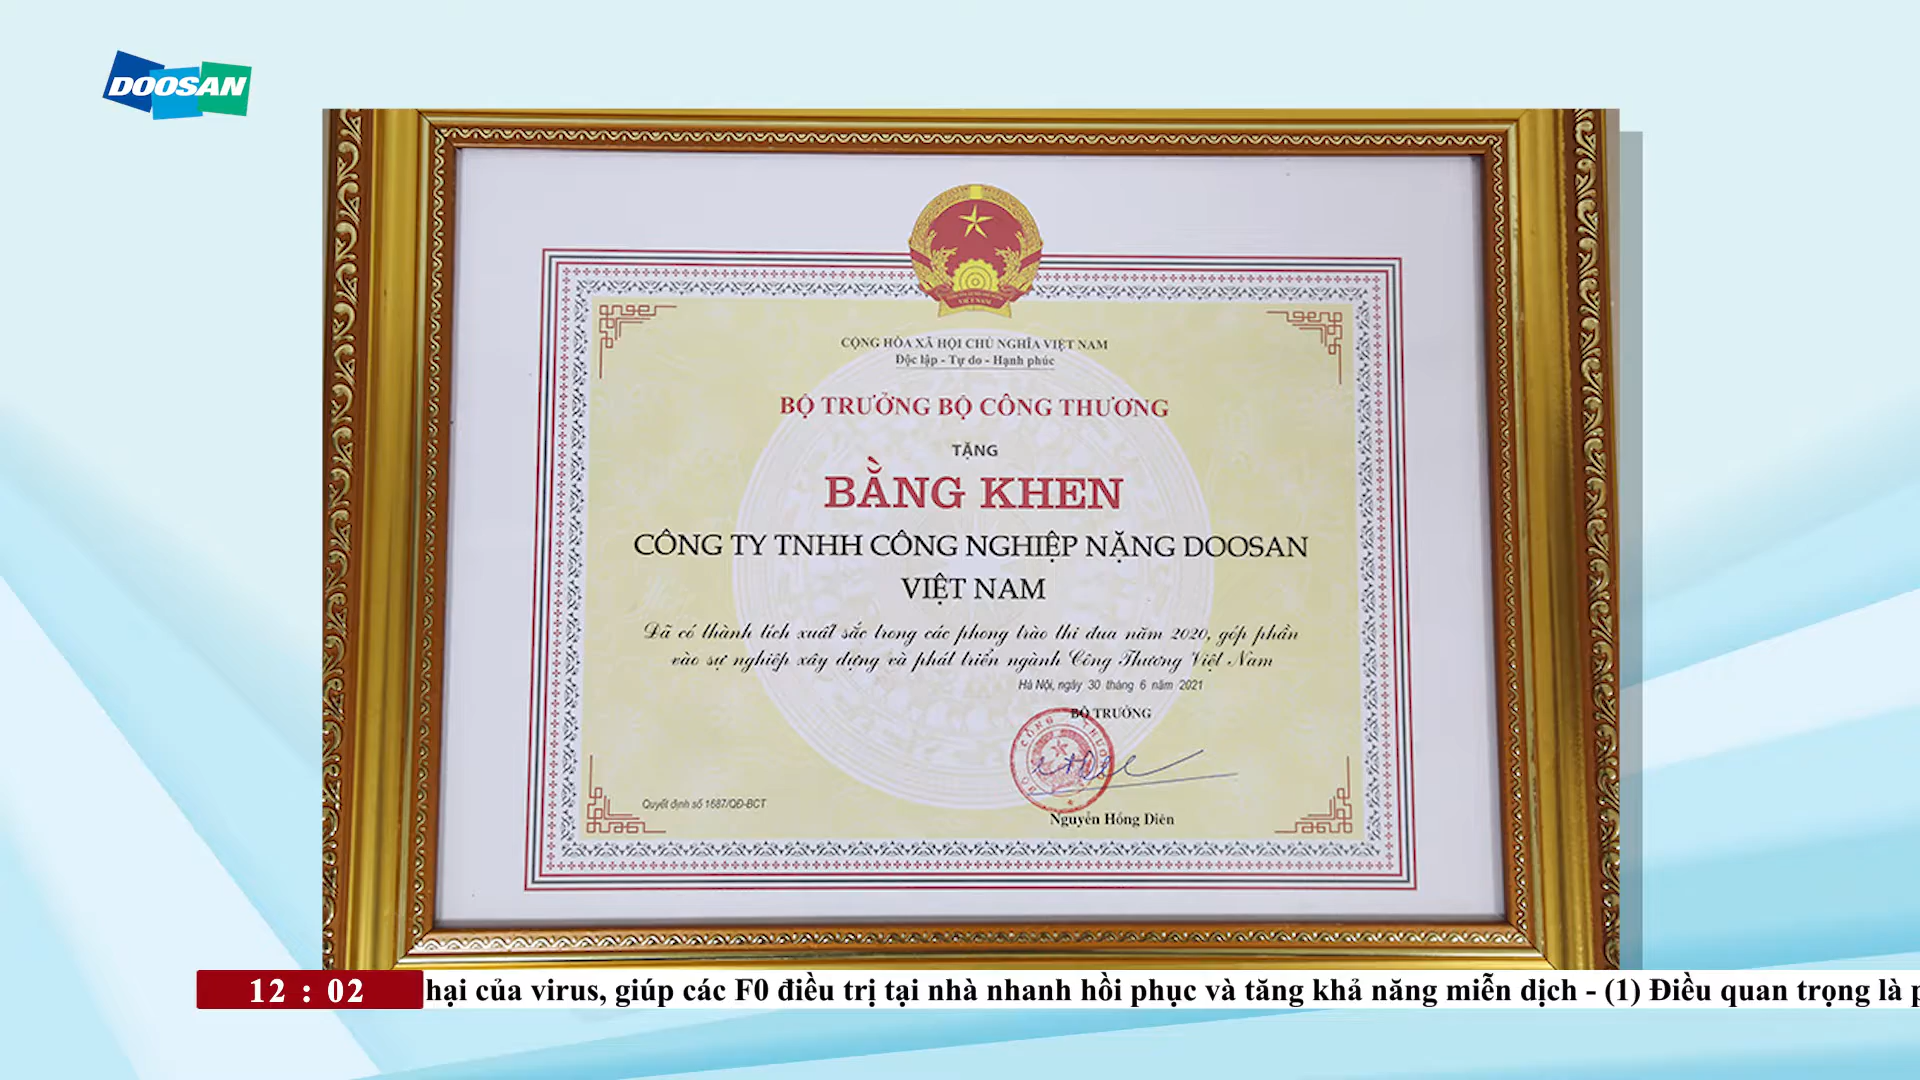 DOOSAN
CỘNG HÒA XÃ HỘI CHỦ NGHĨA VIỆT NAM
Độc lập - Tự do - Hạnh phúc
BỘ TRƯỞNG BỘ CÔNG THƯƠNG
TẶNG
BẰNG KHEN
CÔNG TY TNHH CÔNG NGHIỆP NẶNG DOOSAN
VIỆT NAM
Đã có thành tích xuất sắc trong các phong trào thi đua năm 2020, góp phần
vào sự nghiệp xây dựng và phát triển ngành Công Thương Việt Nam
Hà Nội, ngày 30 tháng 6 năm 2021
BỘ TRƯỞNG
Quyết định số 1687/QĐ-BCT
Nguyễn Hồng Diên
12 : 02
hại của virus, giúp các F0 điều trị tại nhà nhanh hồi phục và tăng khả năng miễn dịch - (1) Điều quan trọng là